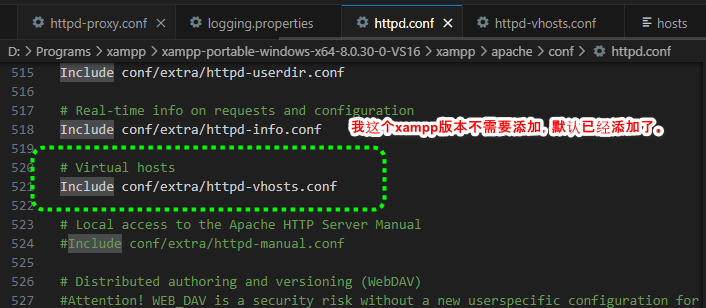 httpd-proxy.conf logging.properties httpd.conf httpd-vhosts.conf hosts
D: > Programs > xampp > xampp-portable-windows-x64-8.0.30-0-VS16 > xampp > apache > conf > httpd.conf
515 Include conf/extra/httpd-userdir.conf
516
517 # Real-time info on requests and configuration
518 Include conf/extra/httpd-info.conf
我这个xampp版本不需要添加, 默认已经添加了。
519
520 # Virtual hosts
521 Include conf/extra/httpd-vhosts.conf
522
523 # Local access to the Apache HTTP Server Manual
524 #Include conf/extra/httpd-manual.conf
525
526 # Distributed authoring and versioning (WebDAV)
527 #Attention! WEB_DAV is a security risk without a new userspecific configuration for